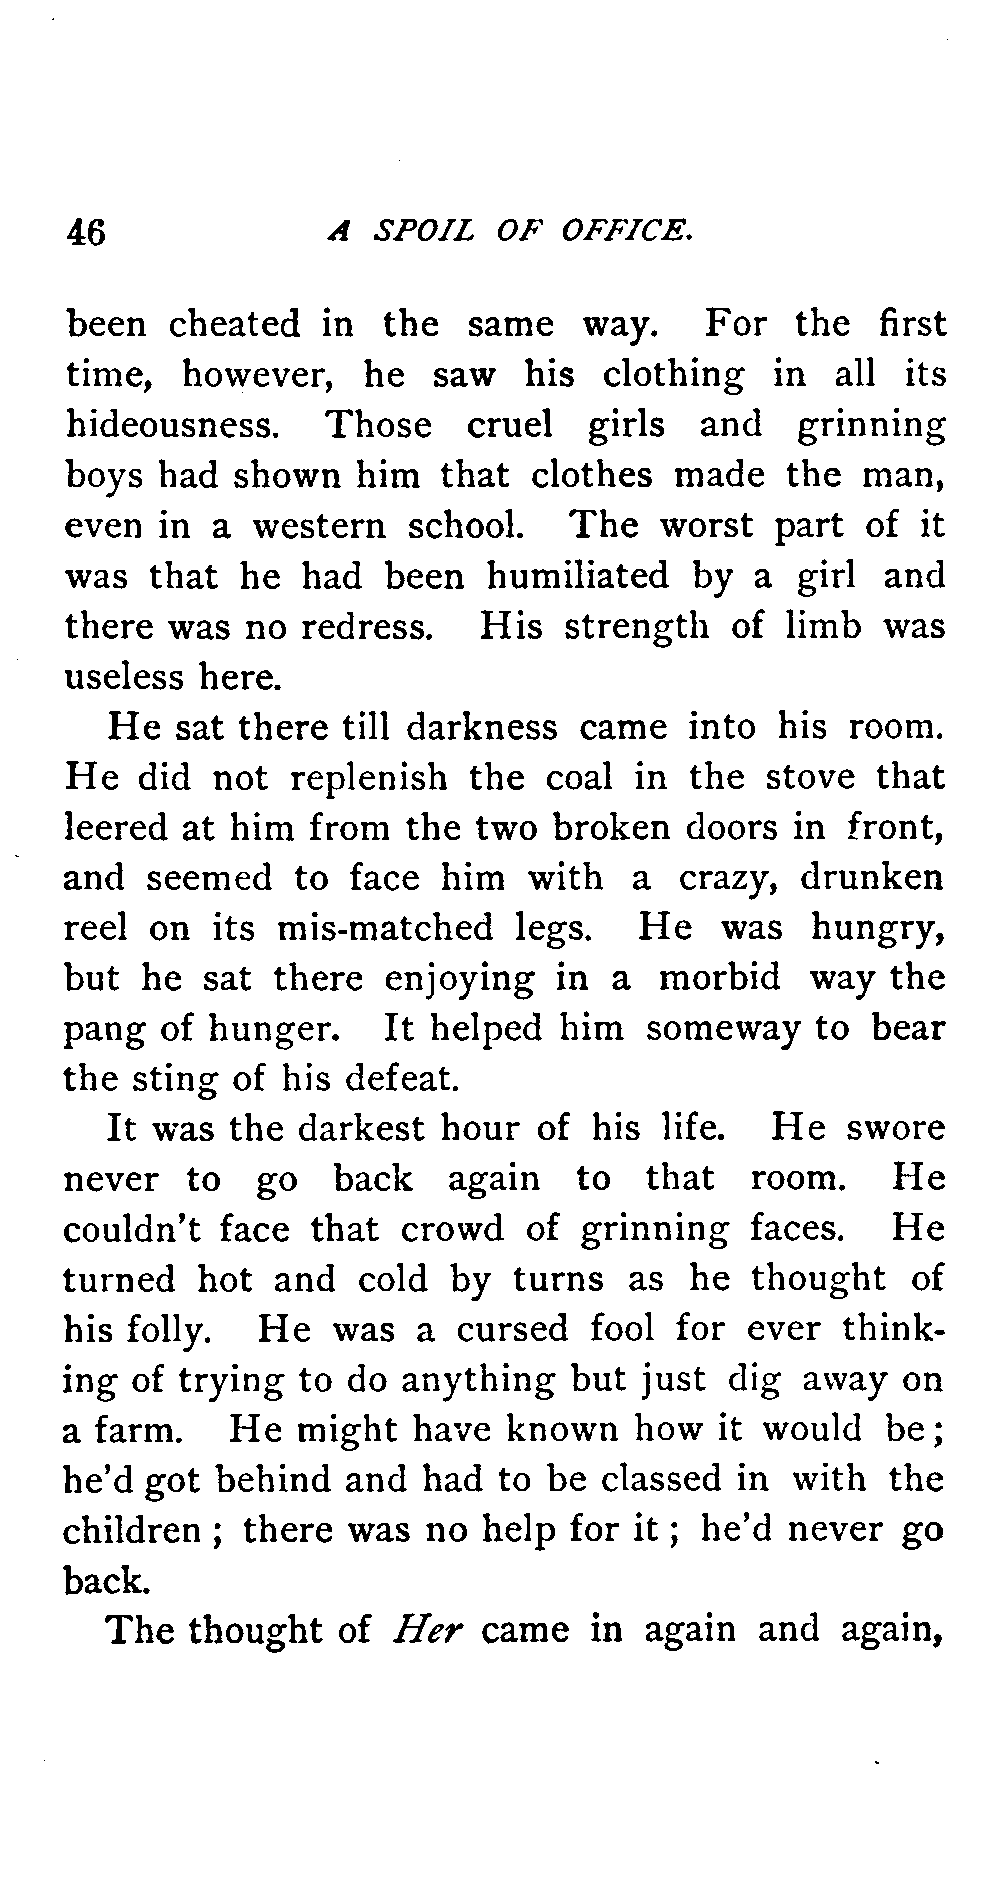 46 A SPOIL OF OFFICE.
been cheated in the same way. For the first
time, however, he saw his clothing in all its
hideousness. Those cruel girls and grinning
boys had shown him that clothes made the man,
even in a western school. The worst part of it
was that he had been humiliated by a girl and
there was no redress. His strength of limb was
useless here.
He sat there till darkness came into his room.
He did not replenish the coal in the stove that
leered at him from the two broken doors in front,
and seemed to face him with a crazy, drunken
reel on its mis-matched legs. He was hungry,
but he sat there enjoying in a morbid way the
pang of hunger. It helped him someway to bear
the sting of his defeat.
It was the darkest hour of his life. He swore
never to go back again to that room. He
couldn't face that crowd of grinning faces. He
turned hot and cold by turns as he thought of
his folly. He was a cursed fool for ever think-
ing of trying to do anything but just dig away on
a farm. He might have known how it would be;
he'd got behind and had to be classed in with the
children ; there was no help for it ; he'd never go
back.
The thought of Her came in again and again,